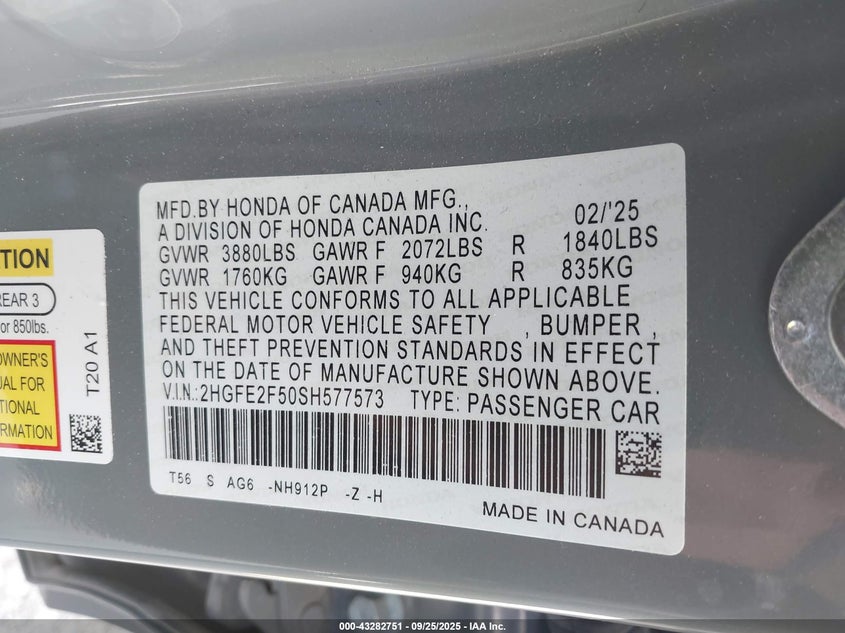 MFD.BY HONDA OF CANADA MFG.,
A DIVISION OF HONDA CANADA INC. 02/'25
GVWR 3880LBS GAWR F 2072LBS R 1840LBS
GVWR 1760KG GAWR F 940KG R 835KG
THIS VEHICLE CONFORMS TO ALL APPLICABLE
FEDERAL MOTOR VEHICLE SAFETY , BUMPER ,
AND THEFT PREVENTION STANDARDS IN EFFECT
ON THE DATE OF MANUFACTURE SHOWN ABOVE.
V.I.N.:2HGFE2F50SH577573 TYPE: PASSENGER CAR
T56 S AG6 -NH912P -Z -H
MADE IN CANADA
TION
REAR 3
or 850lbs.
OWNER'S
UAL FOR
TIONAL
RMATION
T20 A1
000-43282751 - 09/25/2025 - IAA Inc.